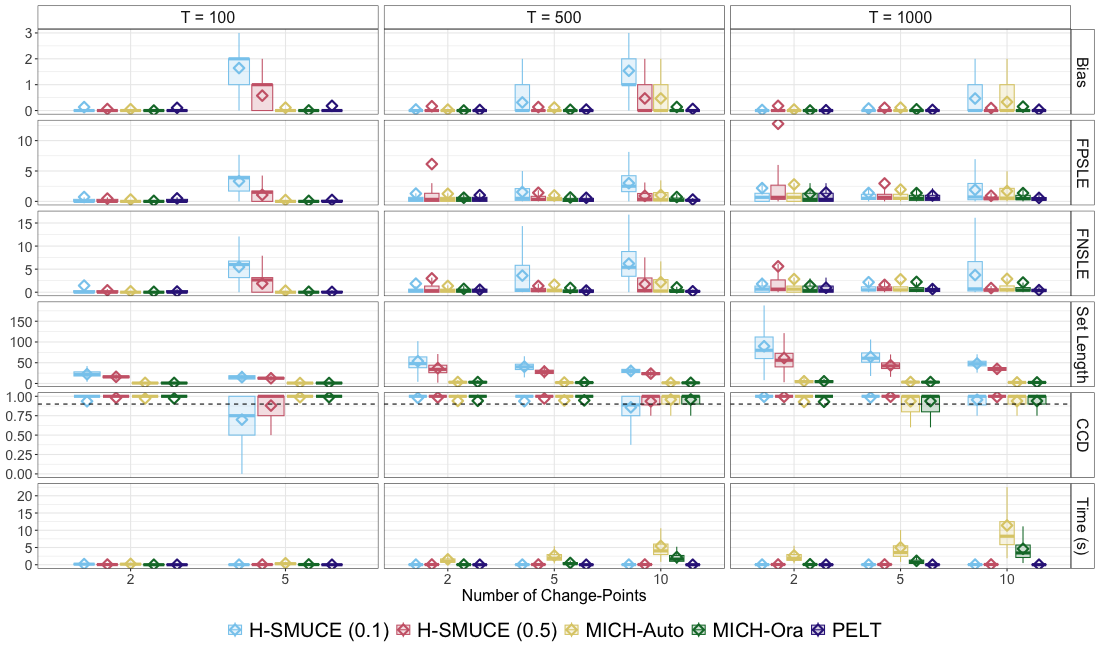 T = 100 T = 500 T = 1000
3
2
1
0
Bias
10
5
0
FPSLE
15
10
5
0
FNSLE
150
100
50
0
Set Length
1.00
0.75
0.50
0.25
0.00
CCD
20
15
10
5
0
Time (s)
2 5 2 5 10 2 5 10
Number of Change-Points
H-SMUCE (0.1) H-SMUCE (0.5) MICH-Auto MICH-Ora PELT